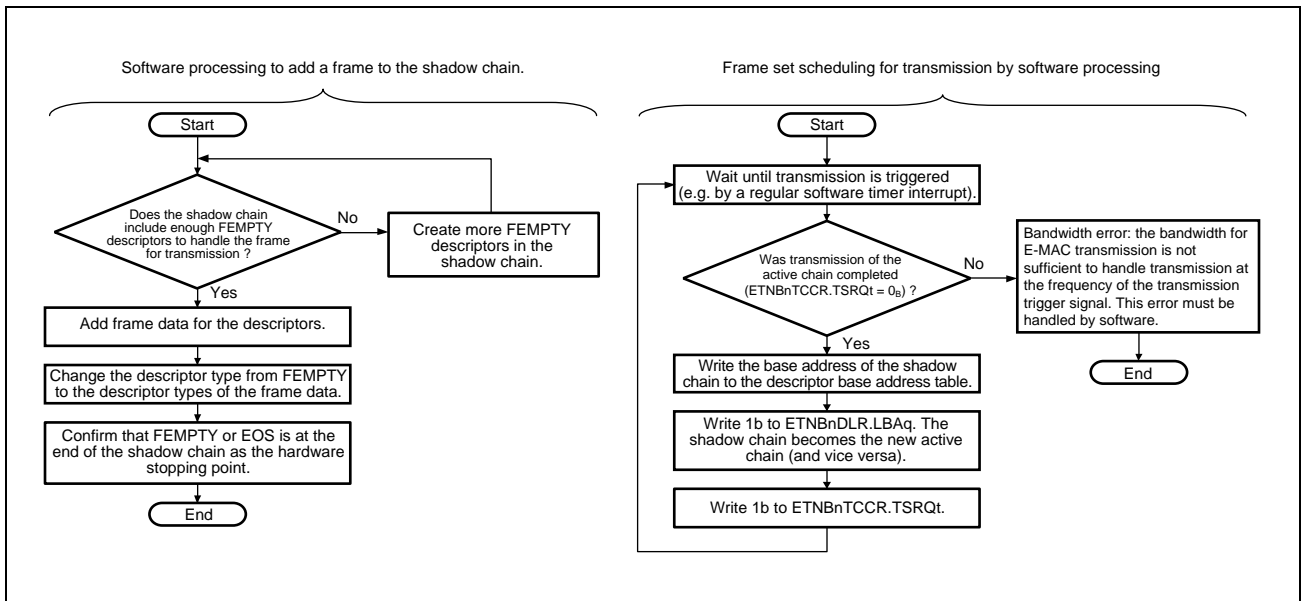 Software processing to add a frame to the shadow chain.
Start
Does the shadow chain
include enough FEMPTY
descriptors to handle the frame
for transmission ?
No
Create more FEMPTY
descriptors in the
shadow chain.
Yes
Add frame data for the descriptors.
Change the descriptor type from FEMPTY
to the descriptor types of the frame data.
Confirm that FEMPTY or EOS is at the
end of the shadow chain as the hardware
stopping point.
End
Frame set scheduling for transmission by software processing
Start
Wait until transmission is triggered
(e.g. by a regular software timer interrupt).
Was transmission of the
active chain completed
(ETNBnTCCR.TSRQt = 0B) ?
No
Bandwidth error: the bandwidth for
E-MAC transmission is not
sufficient to handle transmission at
the frequency of the transmission
trigger signal. This error must be
handled by software.
End
Yes
Write the base address of the shadow
chain to the descriptor base address table.
Write 1b to ETNBnDLR.LBAq. The
shadow chain becomes the new active
chain (and vice versa).
Write 1b to ETNBnTCCR.TSRQt.